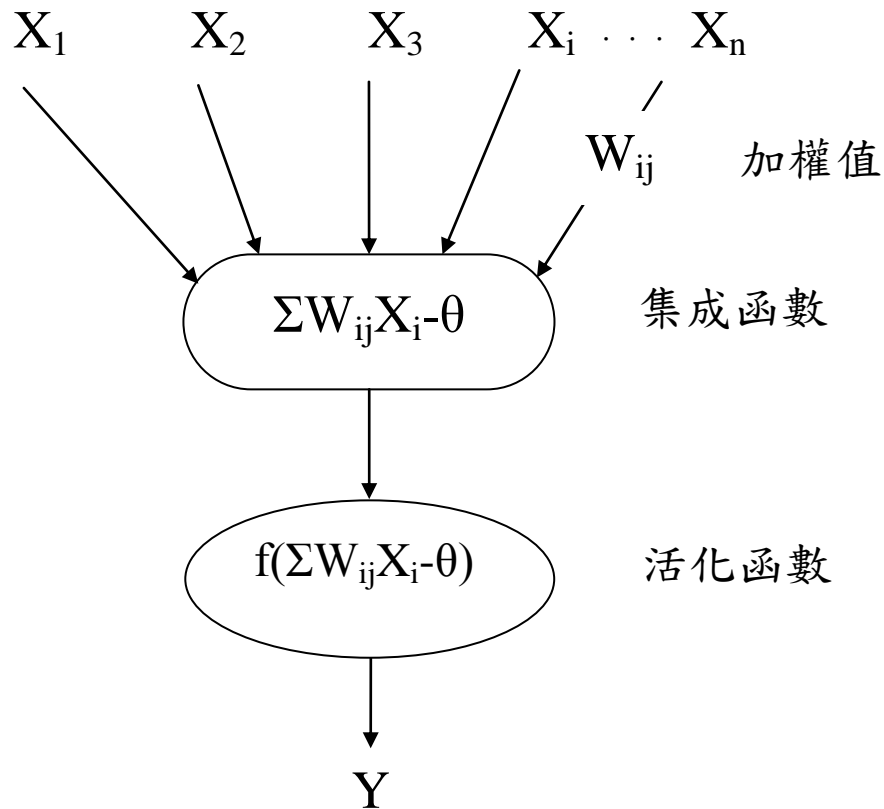 X₁ X₂ X₃ Xᵢ · · · Xₙ
Wᵢⱼ 加權值
ΣWᵢⱼXᵢ-θ 集成函數
f(ΣWᵢⱼXᵢ-θ) 活化函數
Y